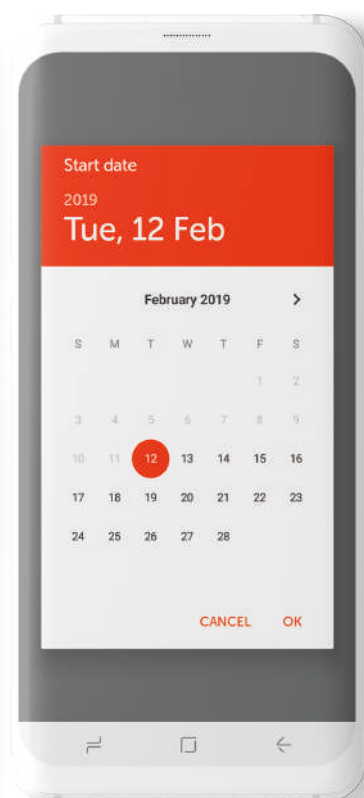 Start date
2019
Tue, 12 Feb
February 2019
S M T W T F S
1 2
3 4 5 6 7 8 9
10 11 12 13 14 15 16
17 18 19 20 21 22 23
24 25 26 27 28
CANCEL OK